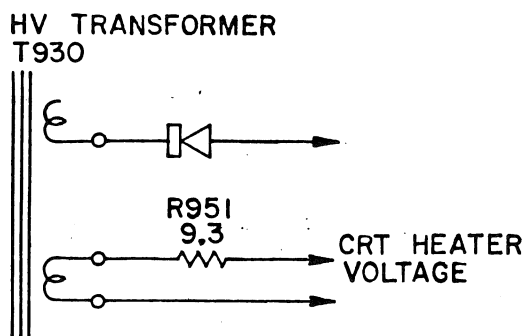 HV TRANSFORMER
T930
R951
9.3
CRT HEATER
VOLTAGE